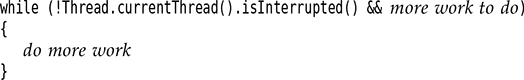 while (!Thread.currentThread().isInterrupted() && more work to do)
{
do more work
}